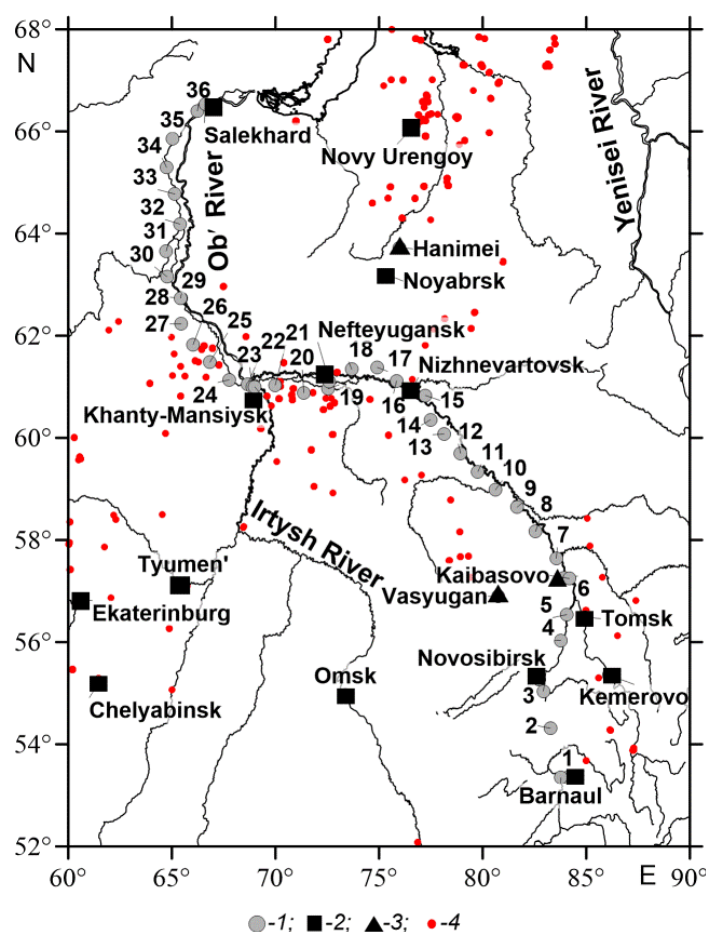 68°
N
36
Salekhard
Novy Urengoy
Yenisei River
66°
35
34
33
32
Ob' River
64°
31
30
Hanimei
Noyabrsk
29
28
26
27
25
62°
21
Nefteyugansk
22
23
20
18
17
Nizhnevartovsk
24
19
16
15
Khanty-Mansiysk
14
13
12
60°
11
10
9
8
58°
Irtysh River
7
Tyumen'
Kaibasovo
Vasyugan
6
Ekaterinburg
5
Tomsk
4
56°
Novosibirsk
Omsk
Chelyabinsk
3
Kemerovo
2
54°
1
Barnaul
52°
60°
65°
70°
75°
80°
85°
E
90°
-1; -2; -3; -4